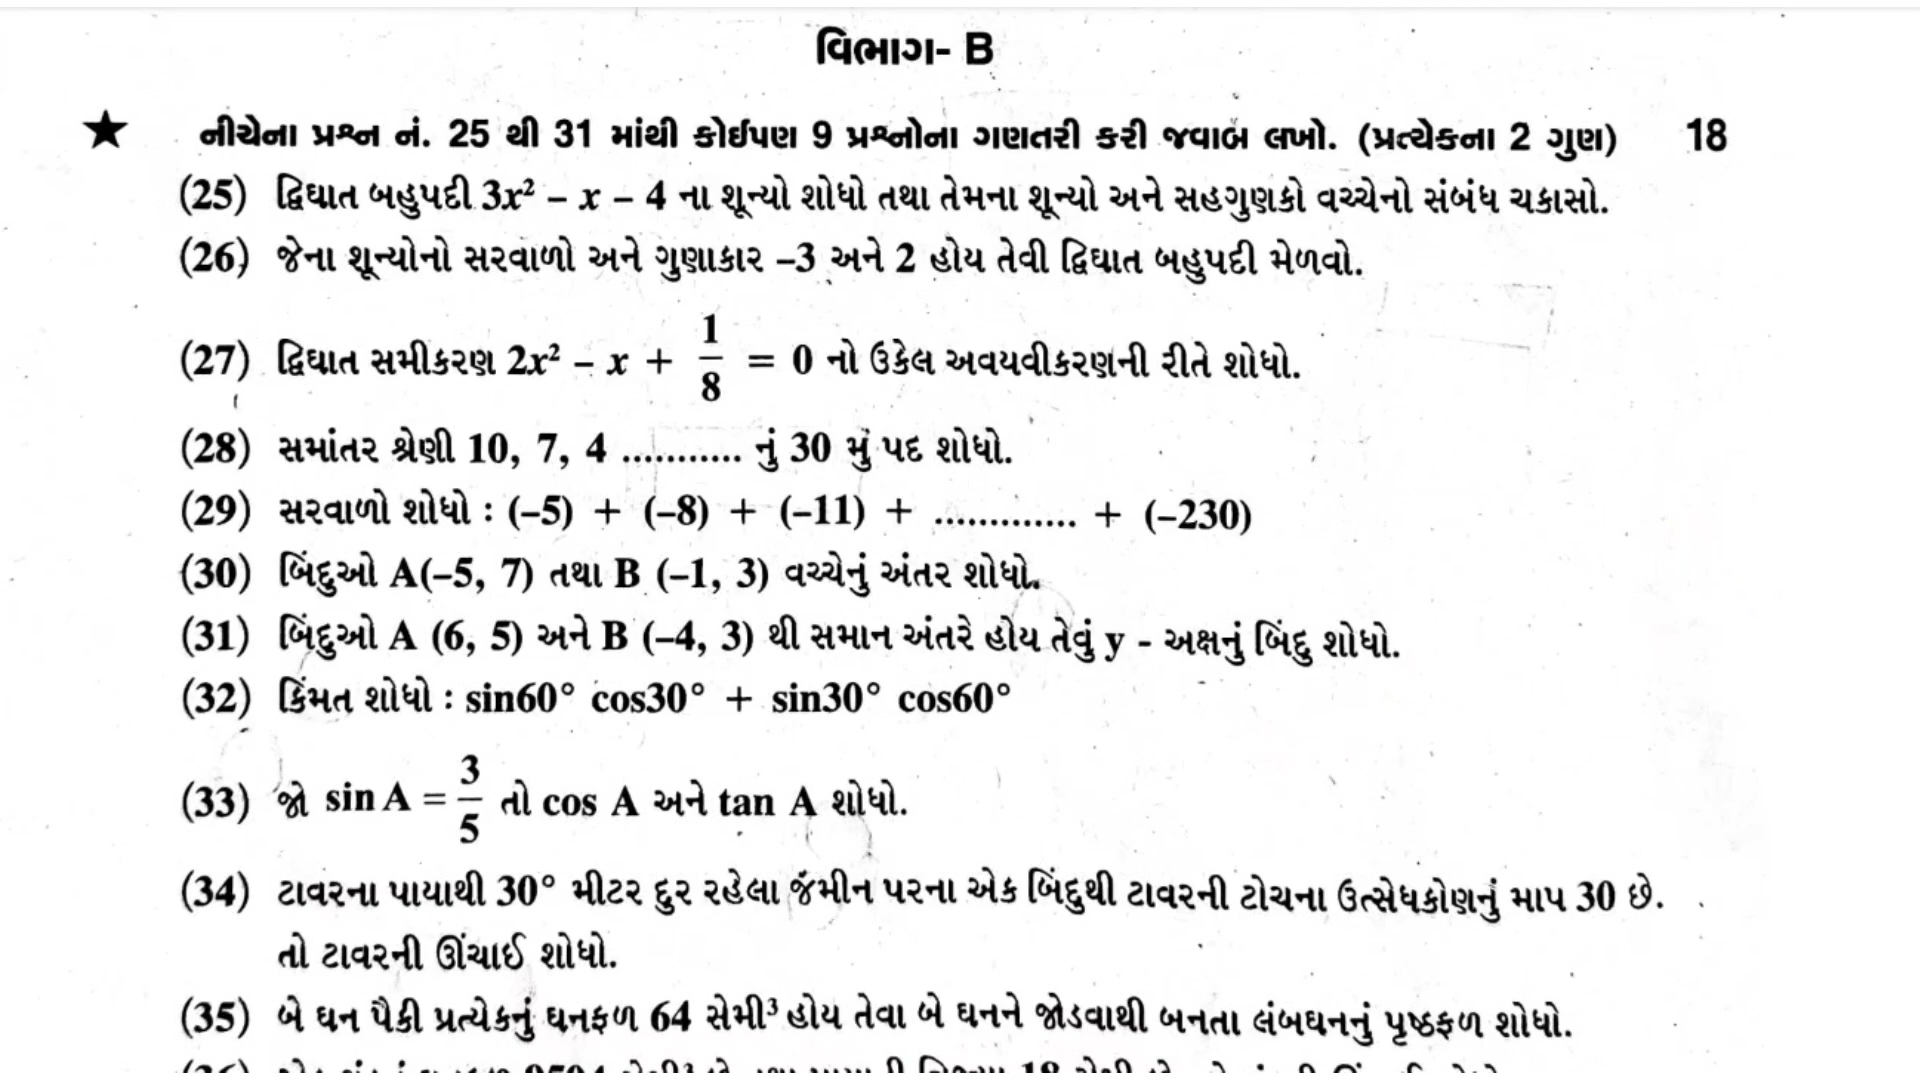 વિભાગ- B
★ નીચેના પ્રશ્ન નં. 25 થી 31 માંથી કોઈપણ 9 પ્રશ્નોના ગણતરી કરી જવાબ લખો. (પ્રત્યેકના 2 ગુણ) 18
(25) દ્વિઘાત બહુપદી 3x² – x – 4 ના શૂન્યો શોધો તથા તેમના શૂન્યો અને સહગુણકો વચ્ચેનો સંબંધ ચકાસો.
(26) જેના શૂન્યોનો સરવાળો અને ગુણાકાર –3 અને 2 હોય તેવી દ્વિઘાત બહુપદી મેળવો.
(27) દ્વિઘાત સમીકરણ 2x² – x + 1/8 = 0 નો ઉકેલ અવયવીકરણની રીતે શોધો.
(28) સમાંતર શ્રેણી 10, 7, 4 ........... નું 30 મું પદ શોધો.
(29) સરવાળો શોધો : (–5) + (–8) + (–11) + ............. + (–230)
(30) બિંદુઓ A(–5, 7) તથા B (–1, 3) વચ્ચેનું અંતર શોધો.
(31) બિંદુઓ A (6, 5) અને B (–4, 3) થી સમાન અંતરે હોય તેવું y - અક્ષનું બિંદુ શોધો.
(32) કિંમત શોધો : sin60° cos30° + sin30° cos60°
(33) જો sin A = 3/5 તો cos A અને tan A શોધો.
(34) ટાવરના પાયાથી 30° મીટર દુર રહેલા જમીન પરના એક બિંદુથી ટાવરની ટોચના ઉત્સેધકોણનું માપ 30 છે.
તો ટાવરની ઊંચાઈ શોધો.
(35) બે ઘન પૈકી પ્રત્યેકનું ઘનફળ 64 સેમી³ હોય તેવા બે ઘનને જોડવાથી બનતા લંબઘનનું પૃષ્ઠફળ શોધો.